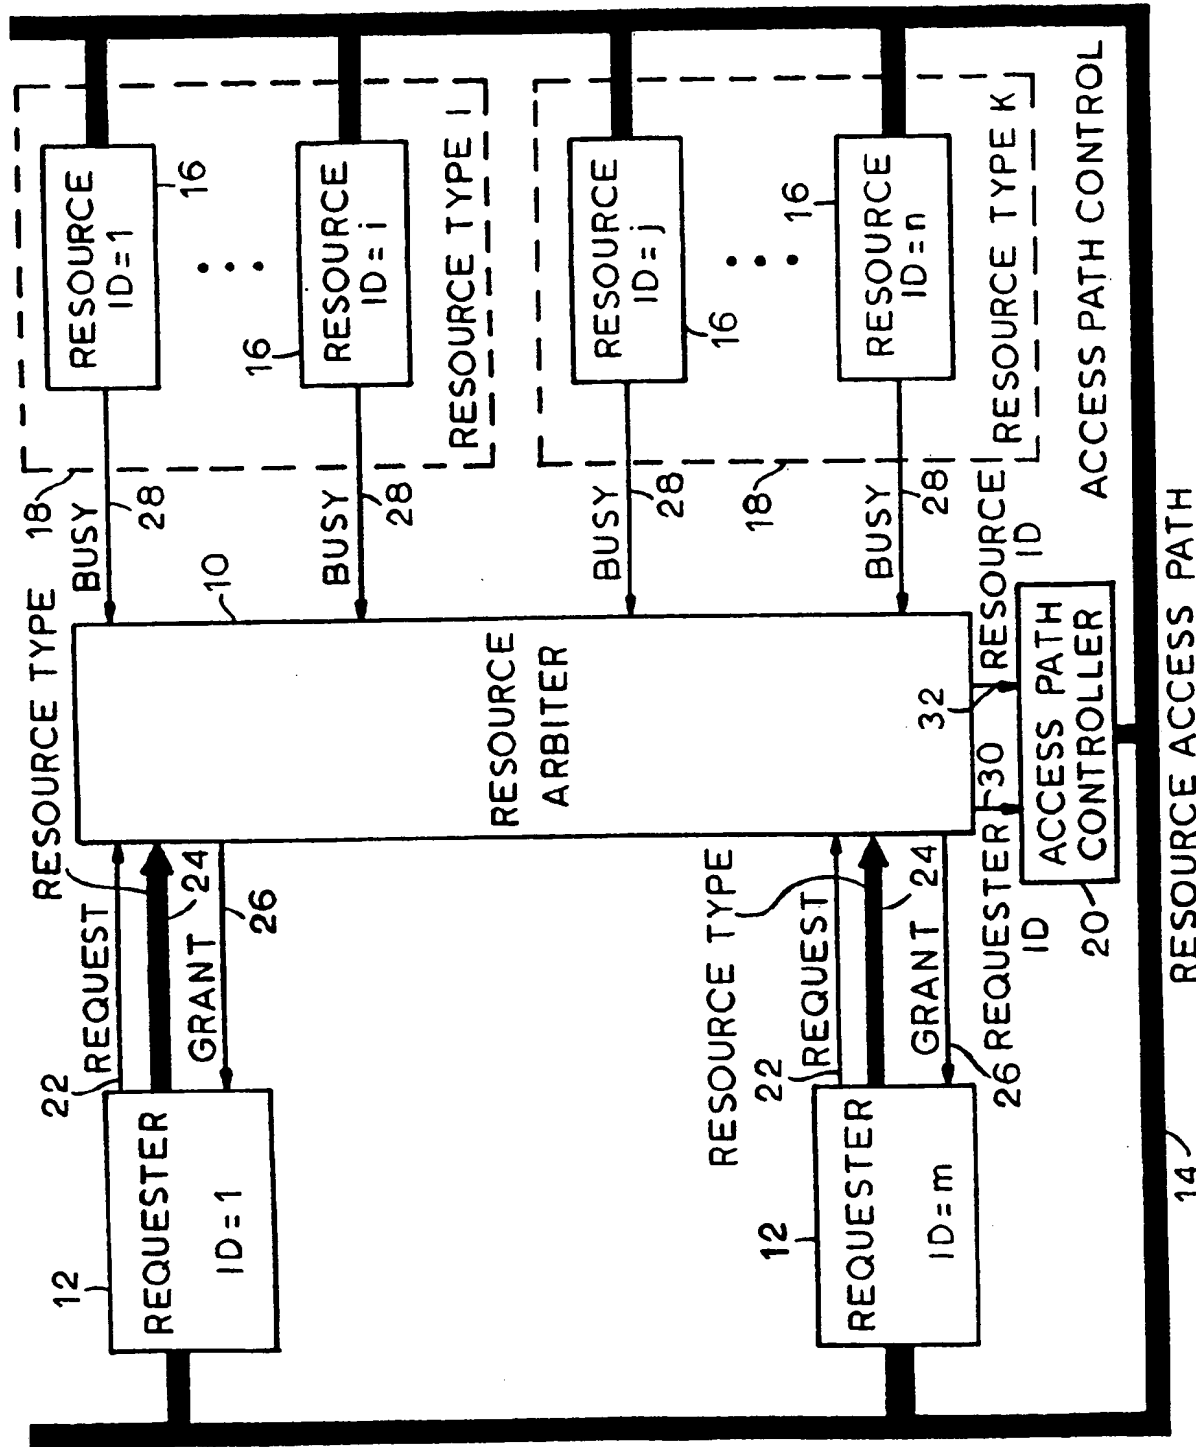 REQUESTER
ID=1
12
22
REQUEST
RESOURCE TYPE
24
GRANT
26
REQUESTER
ID=m
12
RESOURCE TYPE
22
REQUEST
24
GRANT
26
RESOURCE
ARBITER
10
BUSY
28
18
RESOURCE
ID=1
16
BUSY
28
16
RESOURCE
ID=i
RESOURCE TYPE I
BUSY
28
RESOURCE
ID=j
16
18
BUSY
28
RESOURCE
ID=n
16
RESOURCE TYPE K
REQUESTER
ID
30
32
RESOURCE
ID
20
ACCESS PATH
CONTROLLER
ACCESS PATH CONTROL
14
RESOURCE ACCESS PATH